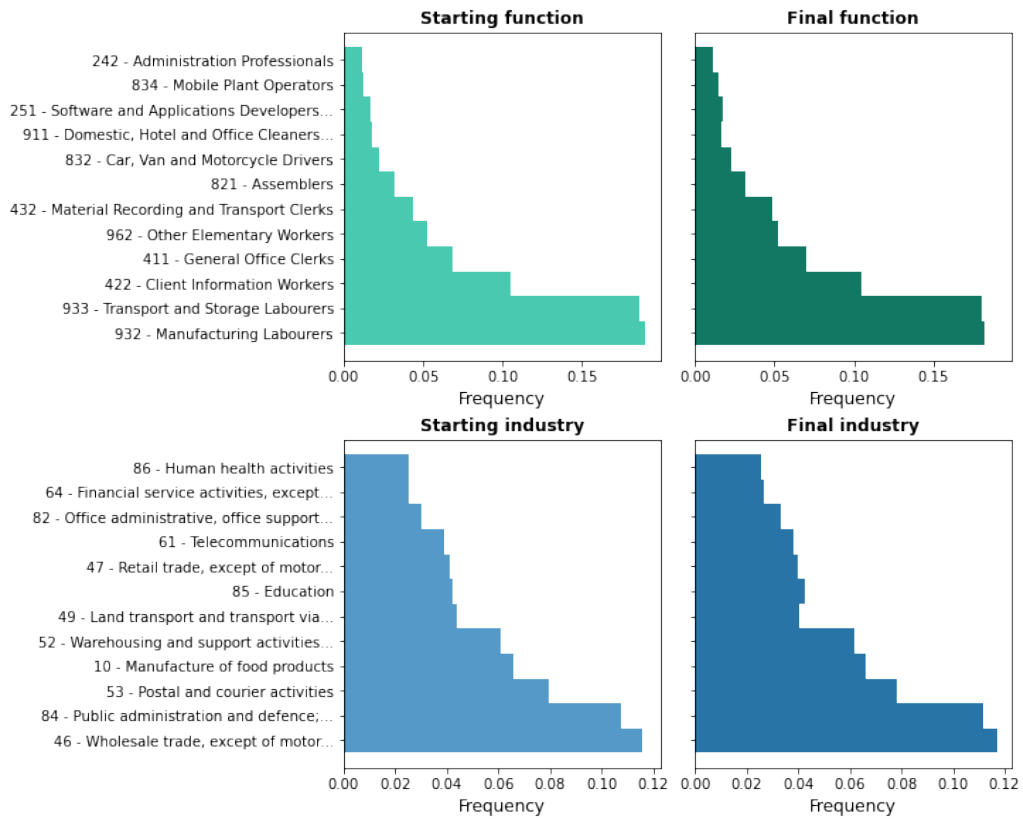 Starting function
Final function
242 - Administration Professionals
834 - Mobile Plant Operators
251 - Software and Applications Developers...
911 - Domestic, Hotel and Office Cleaners...
832 - Car, Van and Motorcycle Drivers
821 - Assemblers
432 - Material Recording and Transport Clerks
962 - Other Elementary Workers
411 - General Office Clerks
422 - Client Information Workers
933 - Transport and Storage Labourers
932 - Manufacturing Labourers
0.00 0.05 0.10 0.15
0.00 0.05 0.10 0.15
Frequency
Frequency
Starting industry
Final industry
86 - Human health activities
64 - Financial service activities, except...
82 - Office administrative, office support...
61 - Telecommunications
47 - Retail trade, except of motor...
85 - Education
49 - Land transport and transport via...
52 - Warehousing and support activities...
10 - Manufacture of food products
53 - Postal and courier activities
84 - Public administration and defence;...
46 - Wholesale trade, except of motor...
0.00 0.02 0.04 0.06 0.08 0.10 0.12
0.00 0.02 0.04 0.06 0.08 0.10 0.12
Frequency
Frequency